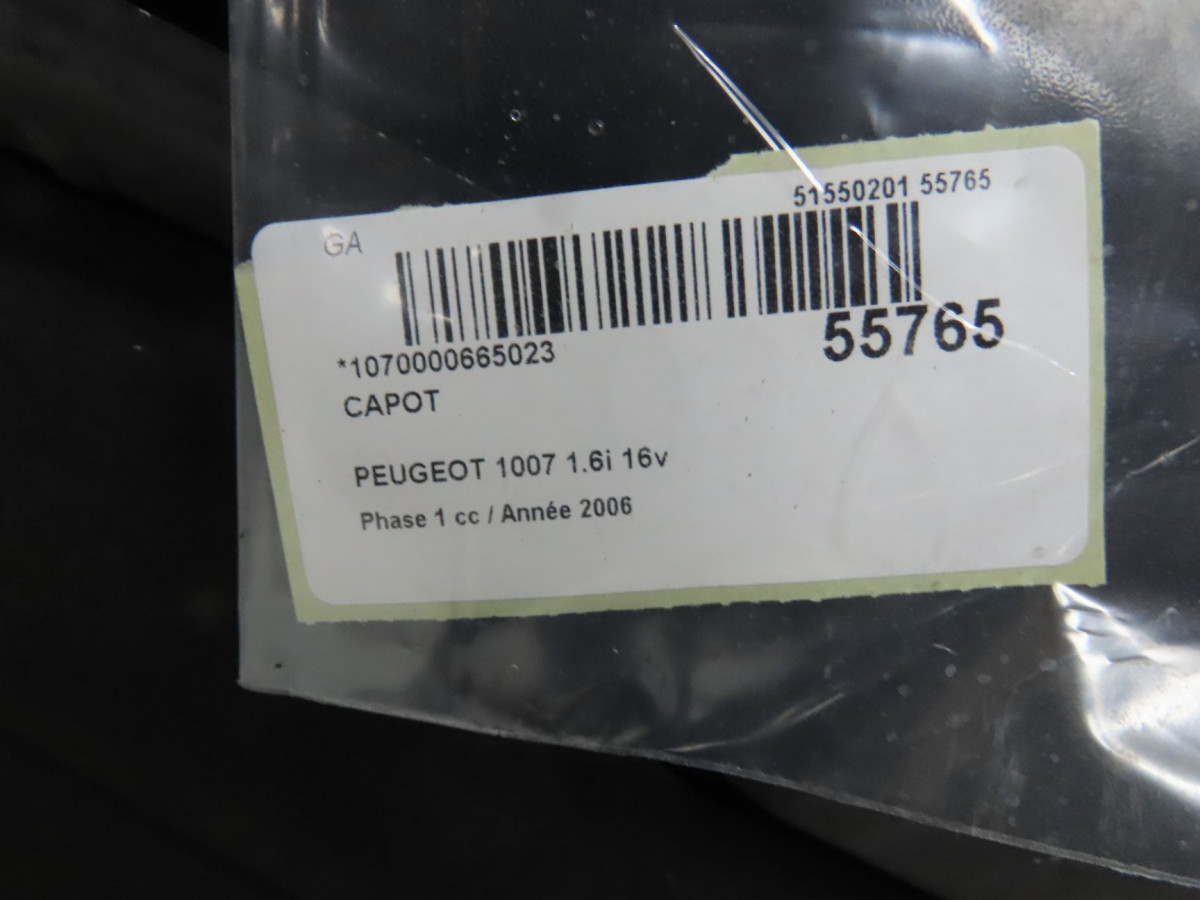 51550201 55765
GA
55765
*1070000665023
CAPOT
PEUGEOT 1007 1.6i 16v
Phase 1 cc / Année 2006